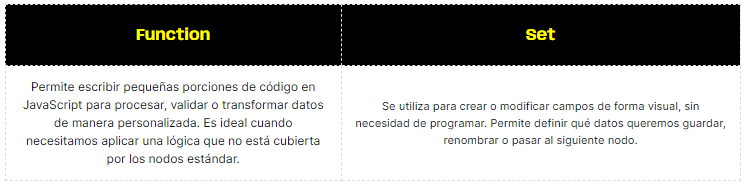 Function
Set
Permite escribir pequeñas porciones de código en
JavaScript para procesar, validar o transformar datos
de manera personalizada. Es ideal cuando
necesitamos aplicar una lógica que no está cubierta
por los nodos estándar.
Se utiliza para crear o modificar campos de forma visual, sin
necesidad de programar. Permite definir qué datos queremos guardar,
renombrar o pasar al siguiente nodo.